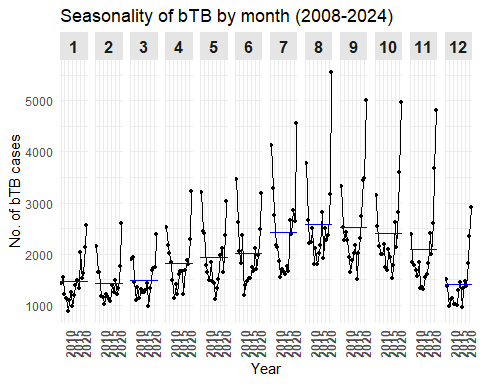 Seasonality of bTB by month (2008-2024)
1 2 3 4 5 6 7 8 9 10 11 12
No. of bTB cases
5000
4000
3000
2000
1000
Year